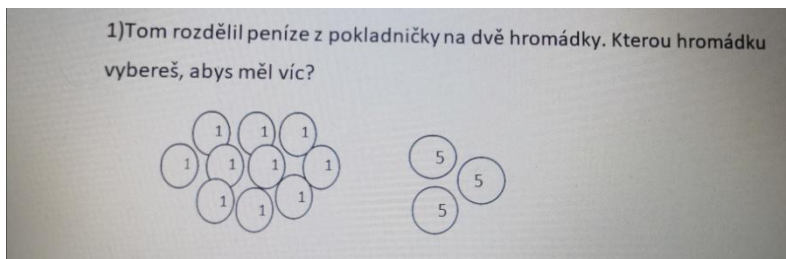 1)Tom rozdělil peníze z pokladničky na dvě hromádky. Kterou hromádku
vybereš, abys měl víc?
1 1 1
1 1 1 1
1 1 1
5
5
5